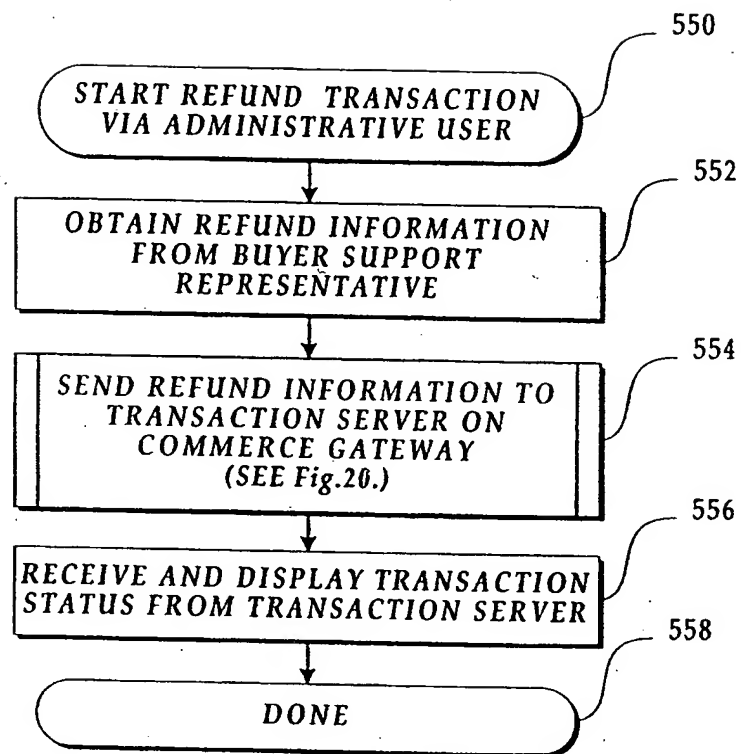 550
START REFUND TRANSACTION
VIA ADMINISTRATIVE USER
552
OBTAIN REFUND INFORMATION
FROM BUYER SUPPORT
REPRESENTATIVE
554
SEND REFUND INFORMATION TO
TRANSACTION SERVER ON
COMMERCE GATEWAY
(SEE Fig.20.)
556
RECEIVE AND DISPLAY TRANSACTION
STATUS FROM TRANSACTION SERVER
558
DONE